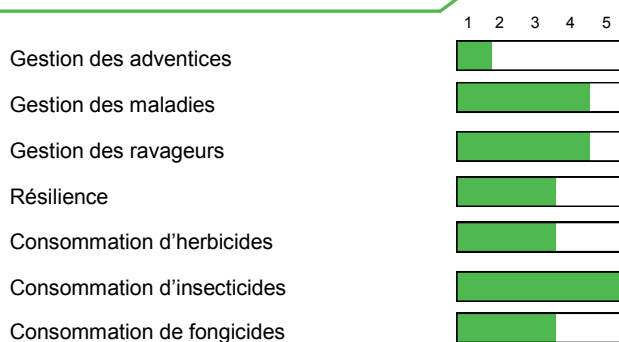 1 2 3 4 5
Gestion des adventices
Gestion des maladies
Gestion des ravageurs
Résilience
Consommation d’herbicides
Consommation d’insecticides
Consommation de fongicides